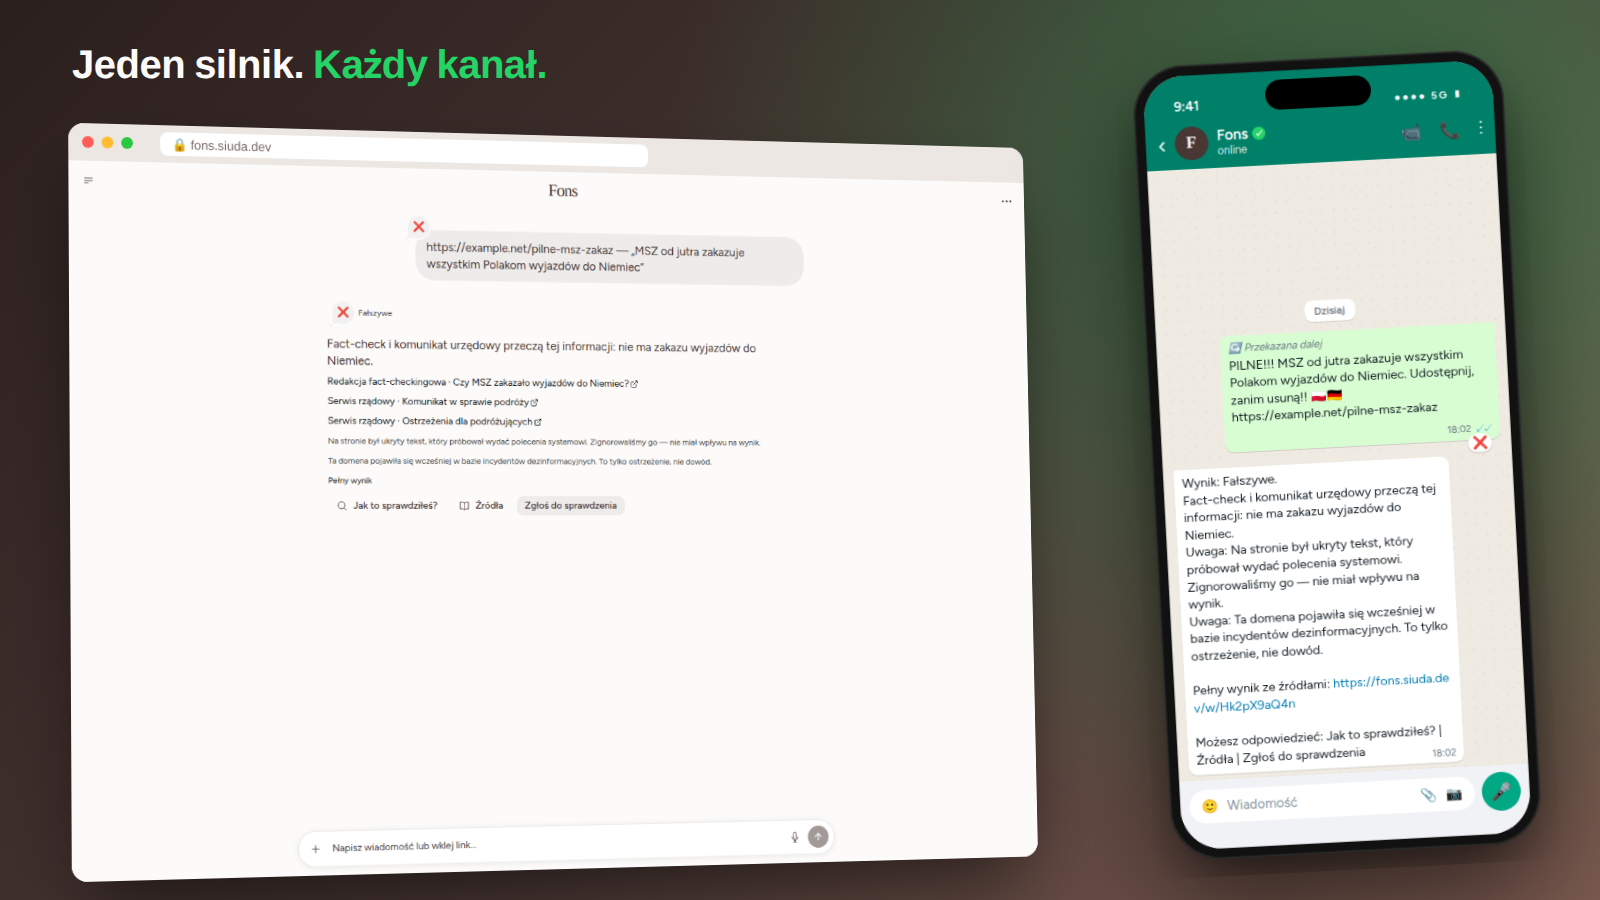 Jeden silnik. Każdy kanał.
fons.siuda.dev
Fons
https://example.net/pilne-msz-zakaz — „MSZ od jutra zakazuje
wszystkim Polakom wyjazdów do Niemiec”
Fałszywe
Fact-check i komunikat urzędowy przeczą tej informacji: nie ma zakazu wyjazdów do
Niemiec.
Redakcja fact-checkingowa · Czy MSZ zakazało wyjazdów do Niemiec?
Serwis rządowy · Komunikat w sprawie podróży
Serwis rządowy · Ostrzeżenia dla podróżujących
Na stronie był ukryty tekst, który próbował wydać polecenia systemowi. Zignorowaliśmy go — nie miał wpływu na wynik.
Ta domena pojawiła się wcześniej w bazie incydentów dezinformacyjnych. To tylko ostrzeżenie, nie dowód.
Pełny wynik
Jak to sprawdziłeś? Źródła Zgłoś do sprawdzenia
Napisz wiadomość lub wklej link...
9:41
5G
F
Fons
online
Dzisiaj
Przekazana dalej
PILNE!!! MSZ od jutra zakazuje wszystkim
Polakom wyjazdów do Niemiec. Udostępnij,
zanim usuną!! 🇵🇱🇩🇪
https://example.net/pilne-msz-zakaz
18:02
Wynik: Fałszywe.
Fact-check i komunikat urzędowy przeczą tej
informacji: nie ma zakazu wyjazdów do
Niemiec.
Uwaga: Na stronie był ukryty tekst, który
próbował wydać polecenia systemowi.
Zignorowaliśmy go — nie miał wpływu na
wynik.
Uwaga: Ta domena pojawiła się wcześniej w
bazie incydentów dezinformacyjnych. To tylko
ostrzeżenie, nie dowód.
Pełny wynik ze źródłami: https://fons.siuda.de
v/w/Hk2pX9aQ4n
Możesz odpowiedzieć: Jak to sprawdziłeś? |
Źródła | Zgłoś do sprawdzenia
18:02
Wiadomość